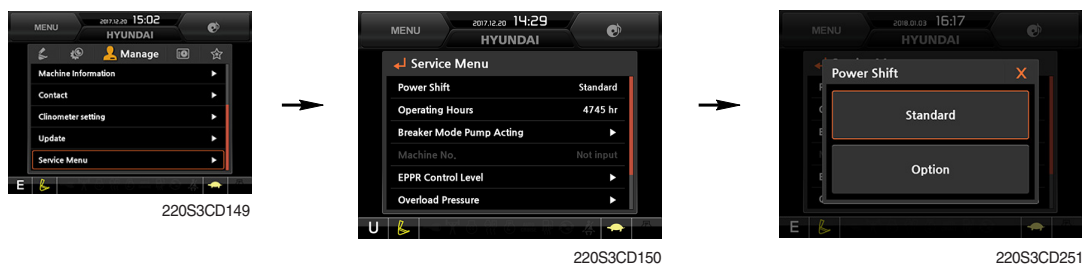 MENU 2017.12.20 15:02
HYUNDAI
Manage
Machine Information
Contact
Clinometer setting
Update
Service Menu
E
220S3CD149
MENU 2017.12.20 14:29
HYUNDAI
Service Menu
Power Shift Standard
Operating Hours 4745 hr
Breaker Mode Pump Acting
Machine No. Not input
EPPR Control Level
Overload Pressure
U
220S3CD150
MENU 2018.01.03 16:17
HYUNDAI
Power Shift X
Standard
Option
E
220S3CD251